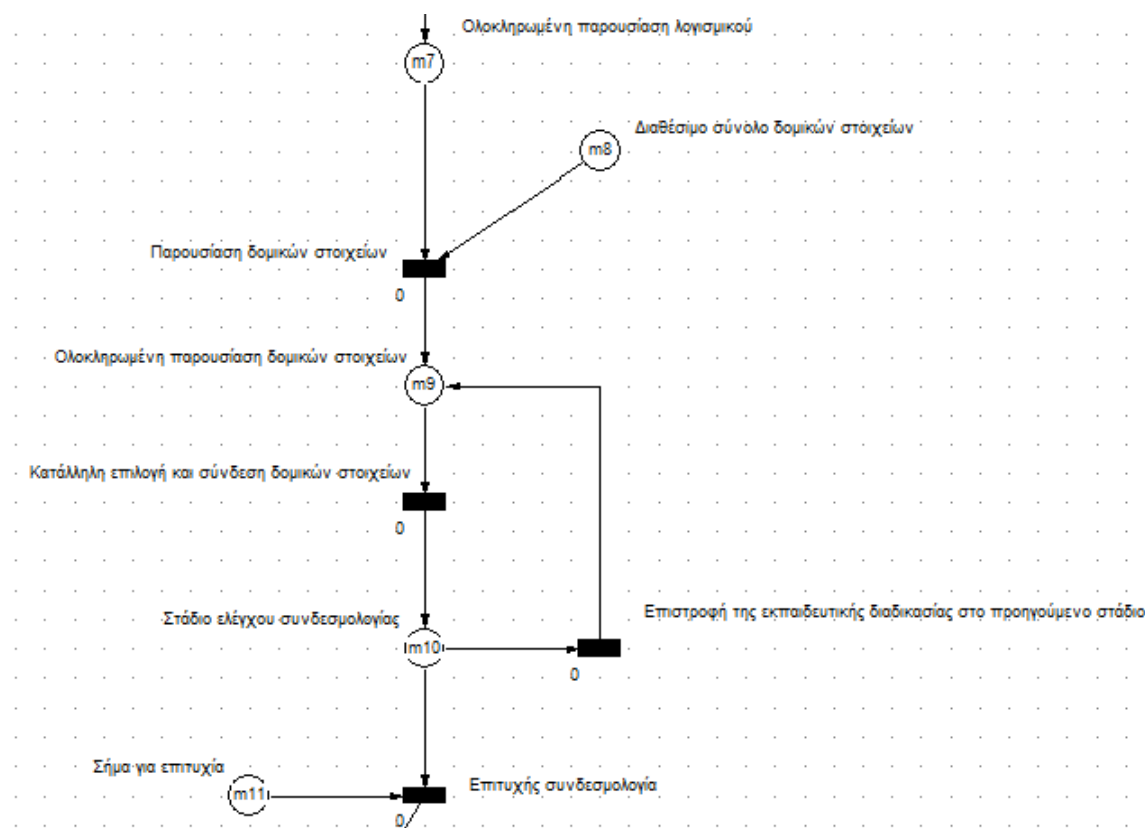 Ολοκληρωμένη παρουσίαση λογισμικού
m7
Διαθέσιμο σύνολο δομικών στοιχείων
m8
Παρουσίαση δομικών στοιχείων
0
Ολοκληρωμένη παρουσίαση δομικών στοιχείων
m9
Κατάλληλη επιλογή και σύνδεση δομικών στοιχείων
0
Στάδιο ελέγχου συνδεσμολογίας
Επιστροφή της εκπαιδευτικής διαδικασίας στο προηγούμενο στάδιο
m10
0
Σήμα για επιτυχία
Επιτυχής συνδεσμολογία
m11
0